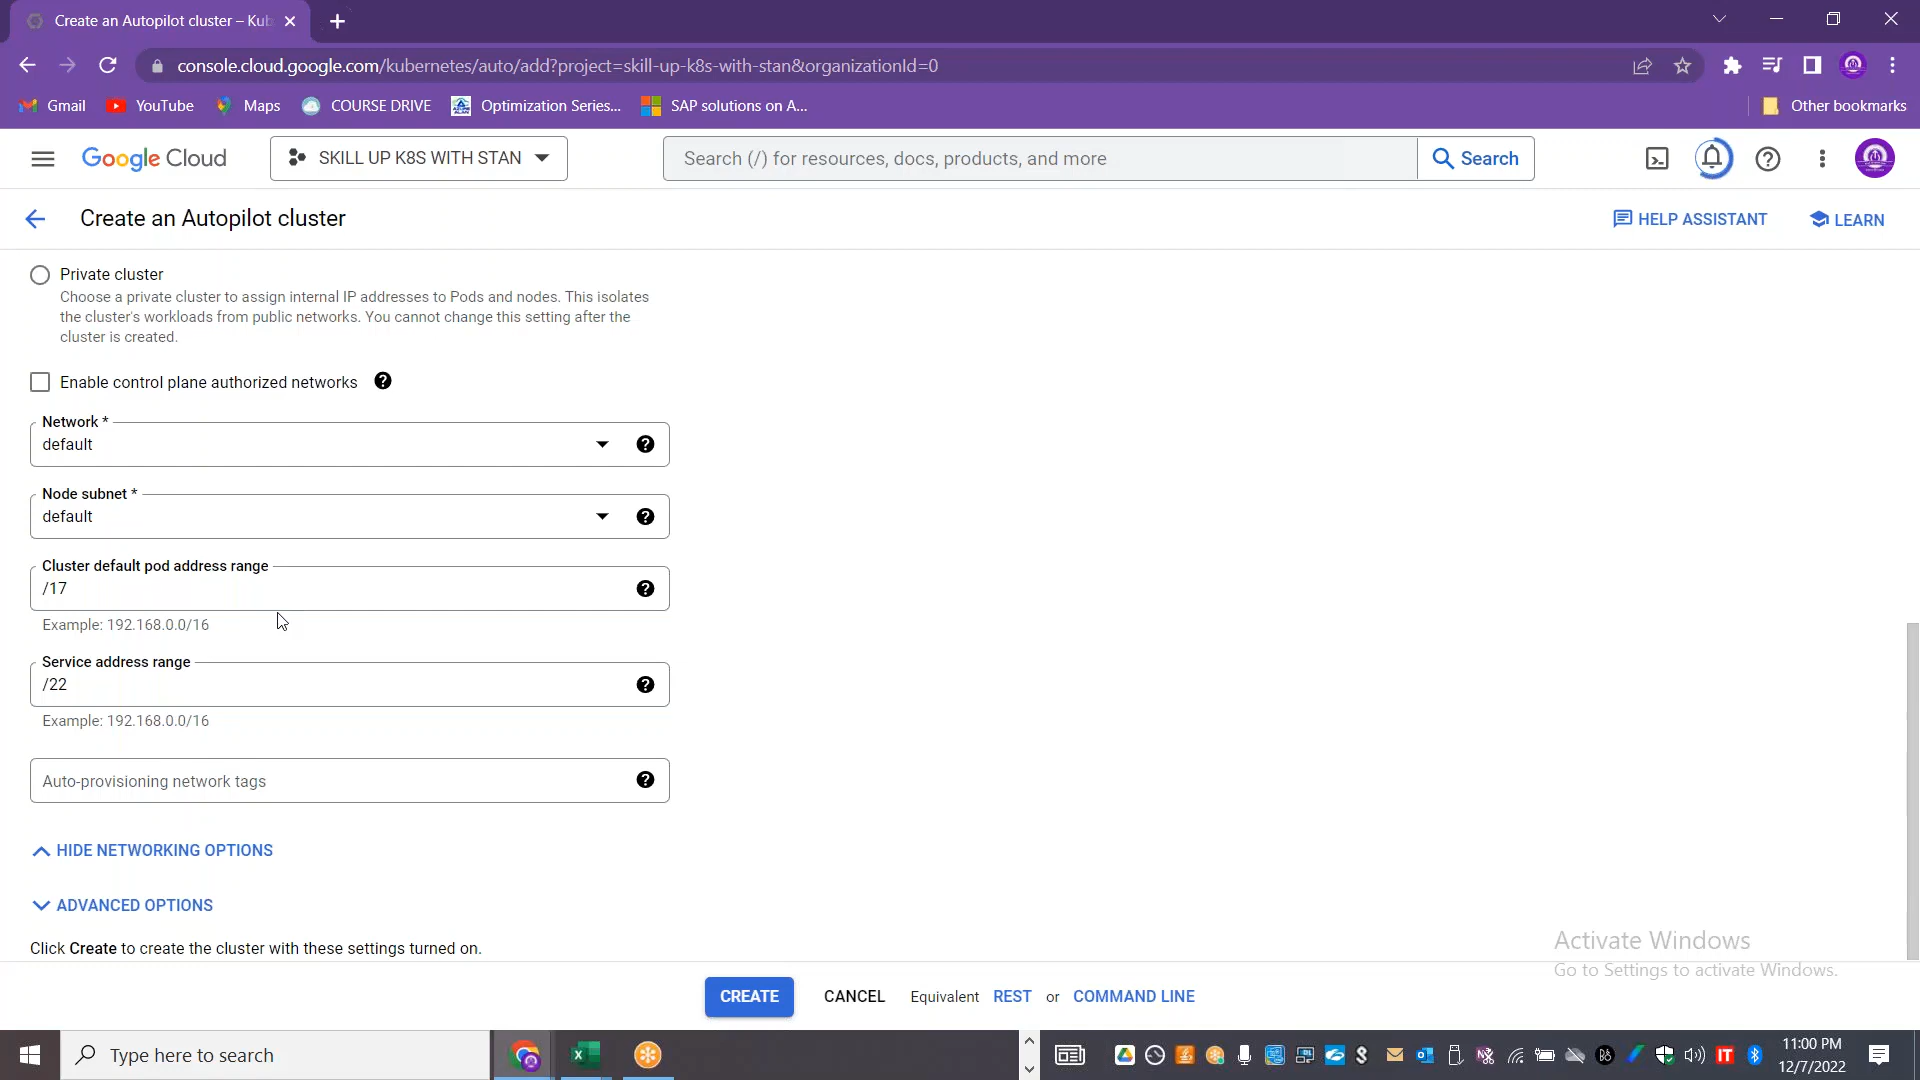 Create an Autopilot cluster – Kub
console.cloud.google.com/kubernetes/auto/add?project=skill-up-k8s-with-stan&organizationId=0
Gmail
YouTube
Maps
COURSE DRIVE
Optimization Series...
SAP solutions on A...
Other bookmarks
Google Cloud
SKILL UP K8S WITH STAN
Search (/) for resources, docs, products, and more
Search
Create an Autopilot cluster
HELP ASSISTANT
LEARN
Private cluster
Choose a private cluster to assign internal IP addresses to Pods and nodes. This isolates
the cluster's workloads from public networks. You cannot change this setting after the
cluster is created.
Enable control plane authorized networks
Network *
default
Node subnet *
default
Cluster default pod address range
/17
Example: 192.168.0.0/16
Service address range
/22
Example: 192.168.0.0/16
Auto-provisioning network tags
HIDE NETWORKING OPTIONS
ADVANCED OPTIONS
Click Create to create the cluster with these settings turned on.
Activate Windows
Go to Settings to activate Windows.
CREATE
CANCEL
Equivalent REST or COMMAND LINE
Type here to search
11:00 PM
12/7/2022